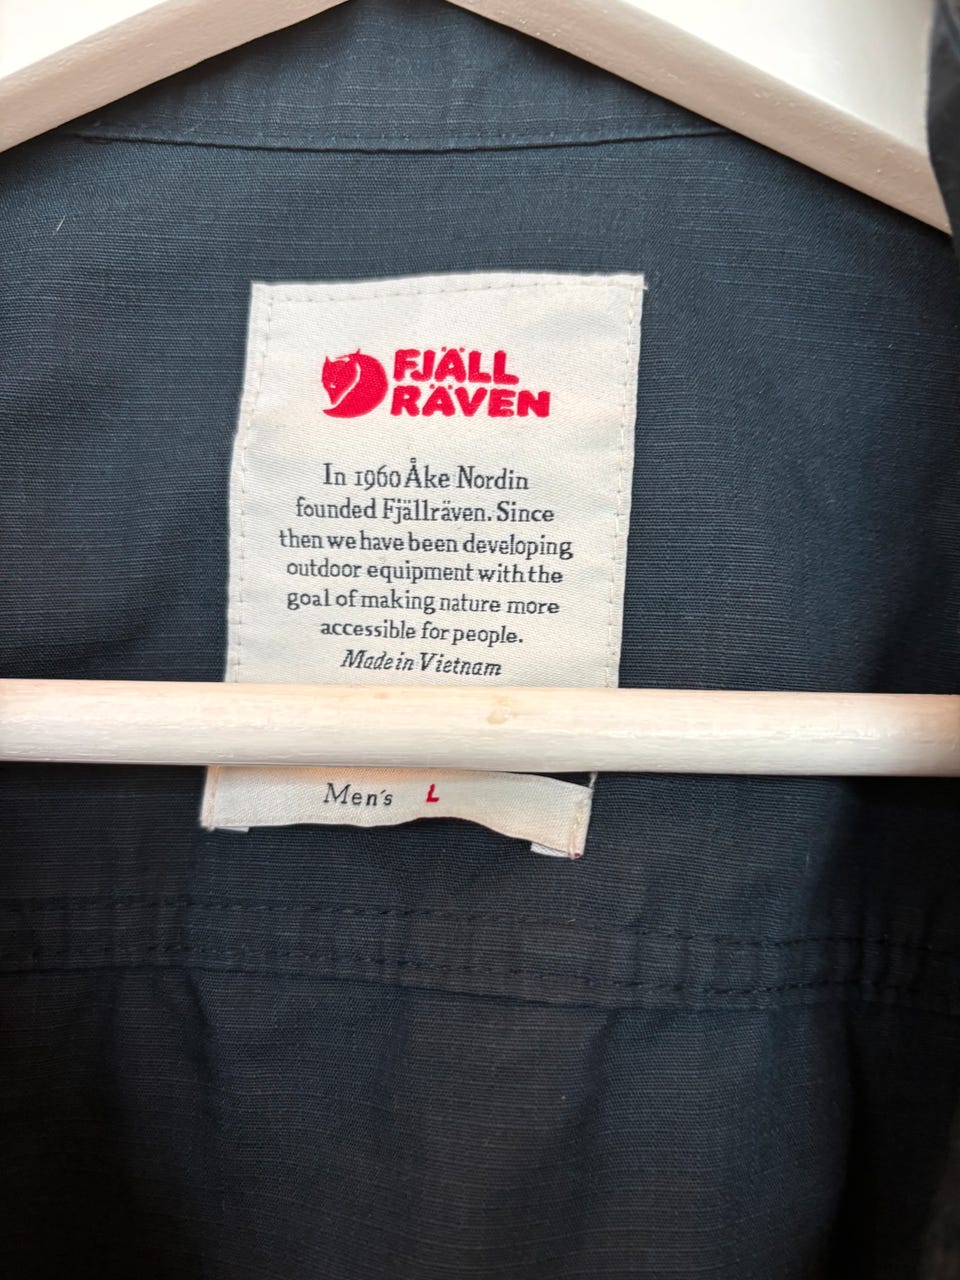 FJÄLL
RÄVEN
In 1960 Åke Nordin
founded Fjällräven. Since
then we have been developing
outdoor equipment with the
goal of making nature more
accessible for people.
Made in Vietnam
Men's L